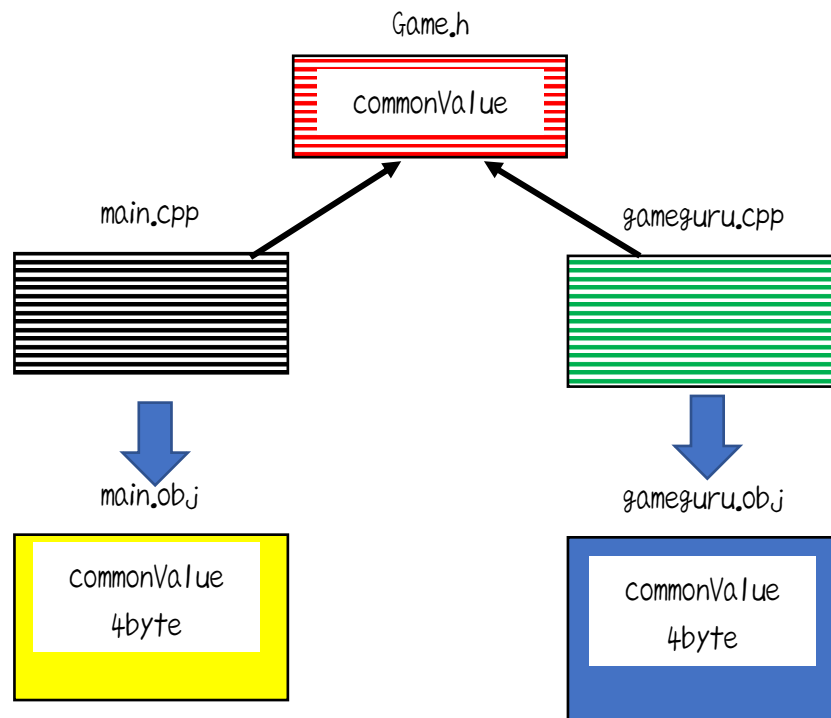 Game.h
commonValue
main.cpp
gameguru.cpp
main.obj
gameguru.obj
commonValue
4byte
commonValue
4byte